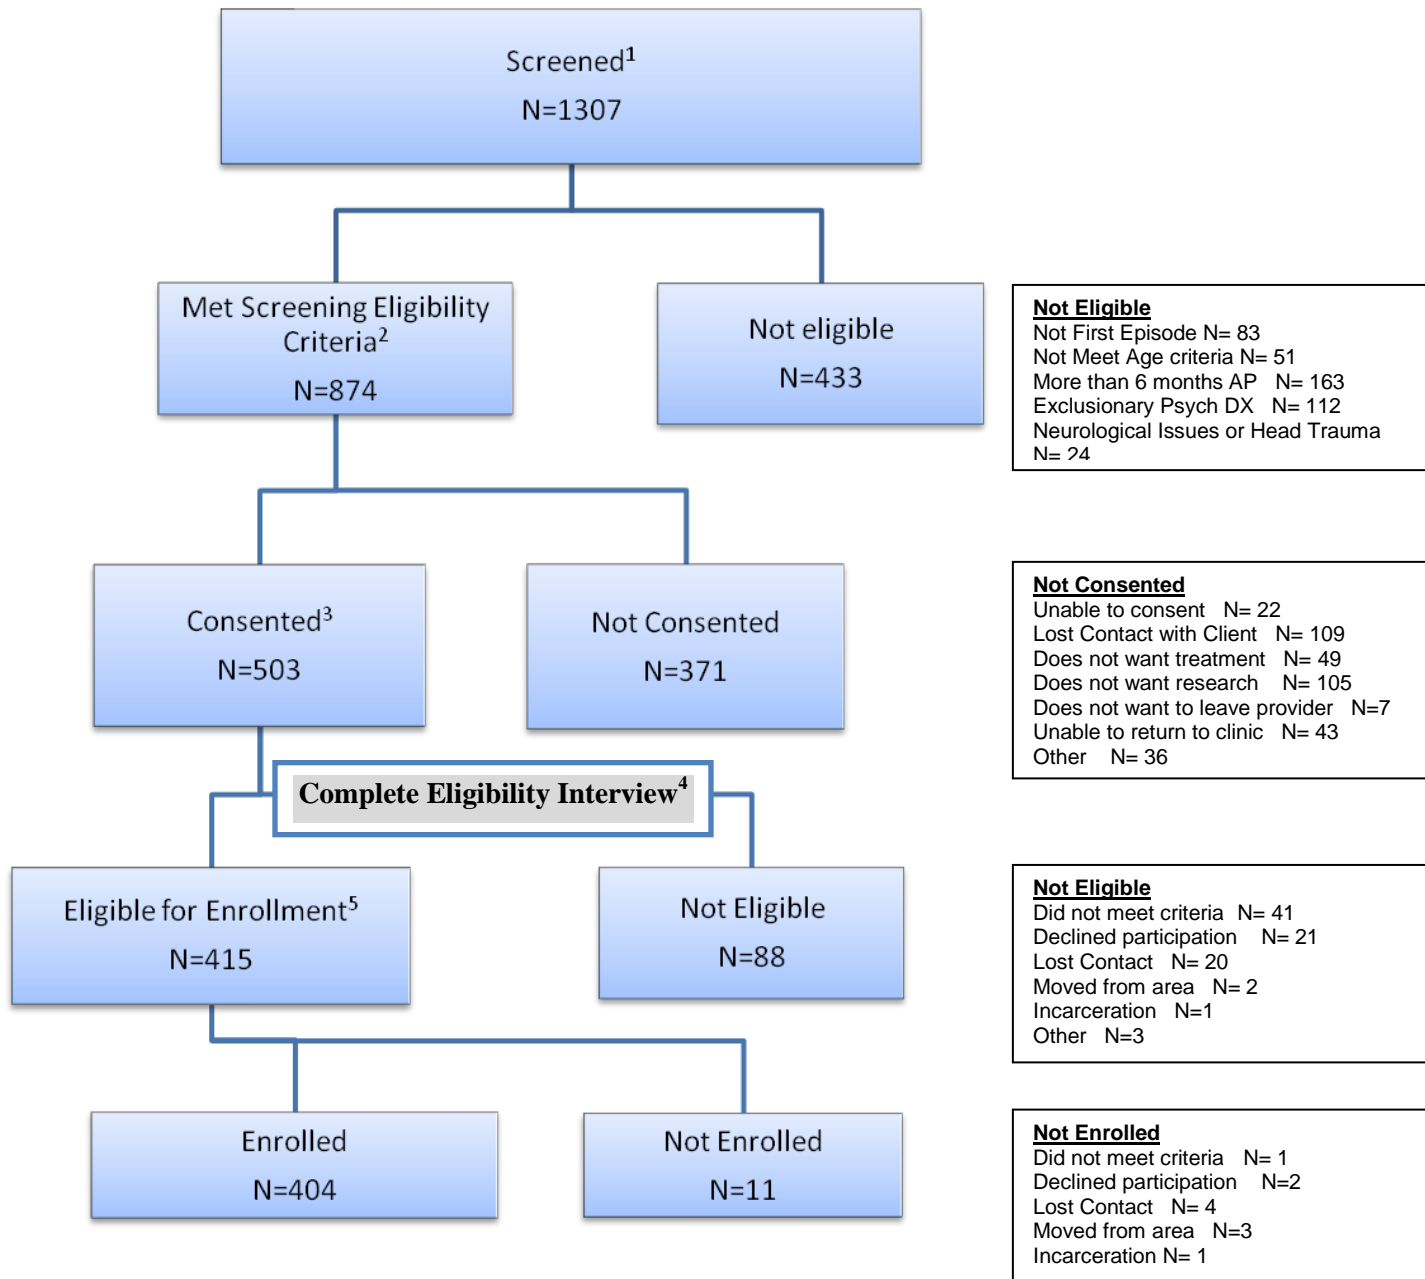 Screened¹
N=1307
Met Screening Eligibility
Criteria²
N=874
Not eligible
N=433
Not Eligible
Not First Episode N= 83
Not Meet Age criteria N= 51
More than 6 months AP N= 163
Exclusionary Psych DX N= 112
Neurological Issues or Head Trauma
N= 24
Consented³
N=503
Not Consented
N=371
Not Consented
Unable to consent N= 22
Lost Contact with Client N= 109
Does not want treatment N= 49
Does not want research N= 105
Does not want to leave provider N=7
Unable to return to clinic N= 43
Other N= 36
Complete Eligibility Interview⁴
Eligible for Enrollment⁵
N=415
Not Eligible
N=88
Not Eligible
Did not meet criteria N= 41
Declined participation N= 21
Lost Contact N= 20
Moved from area N= 2
Incarceration N=1
Other N=3
Enrolled
N=404
Not Enrolled
N=11
Not Enrolled
Did not meet criteria N= 1
Declined participation N=2
Lost Contact N= 4
Moved from area N=3
Incarceration N= 1